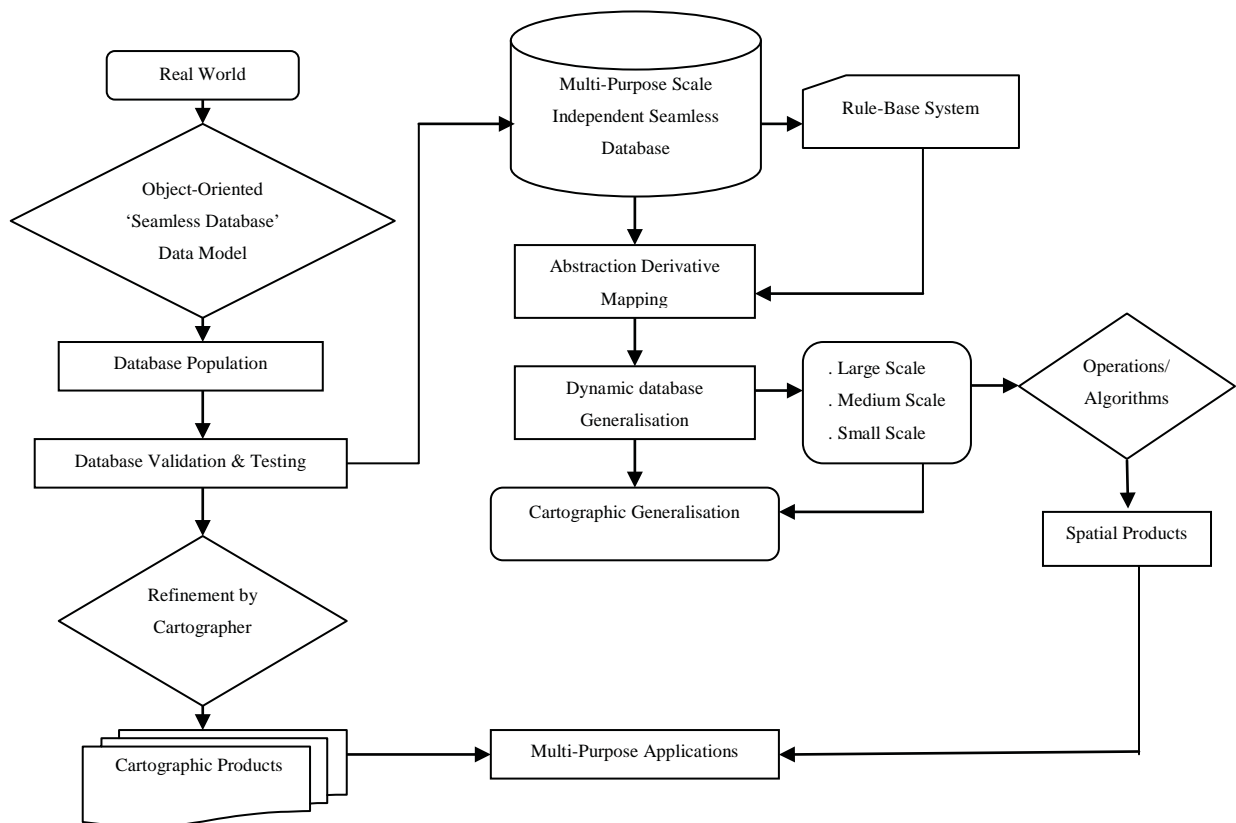 Real World
Object-Oriented
‘Seamless Database’
Data Model
Database Population
Database Validation & Testing
Refinement by
Cartographer
Cartographic Products
Multi-Purpose Scale
Independent Seamless
Database
Rule-Base System
Abstraction Derivative
Mapping
Dynamic database
Generalisation
. Large Scale
. Medium Scale
. Small Scale
Operations/
Algorithms
Cartographic Generalisation
Spatial Products
Multi-Purpose Applications